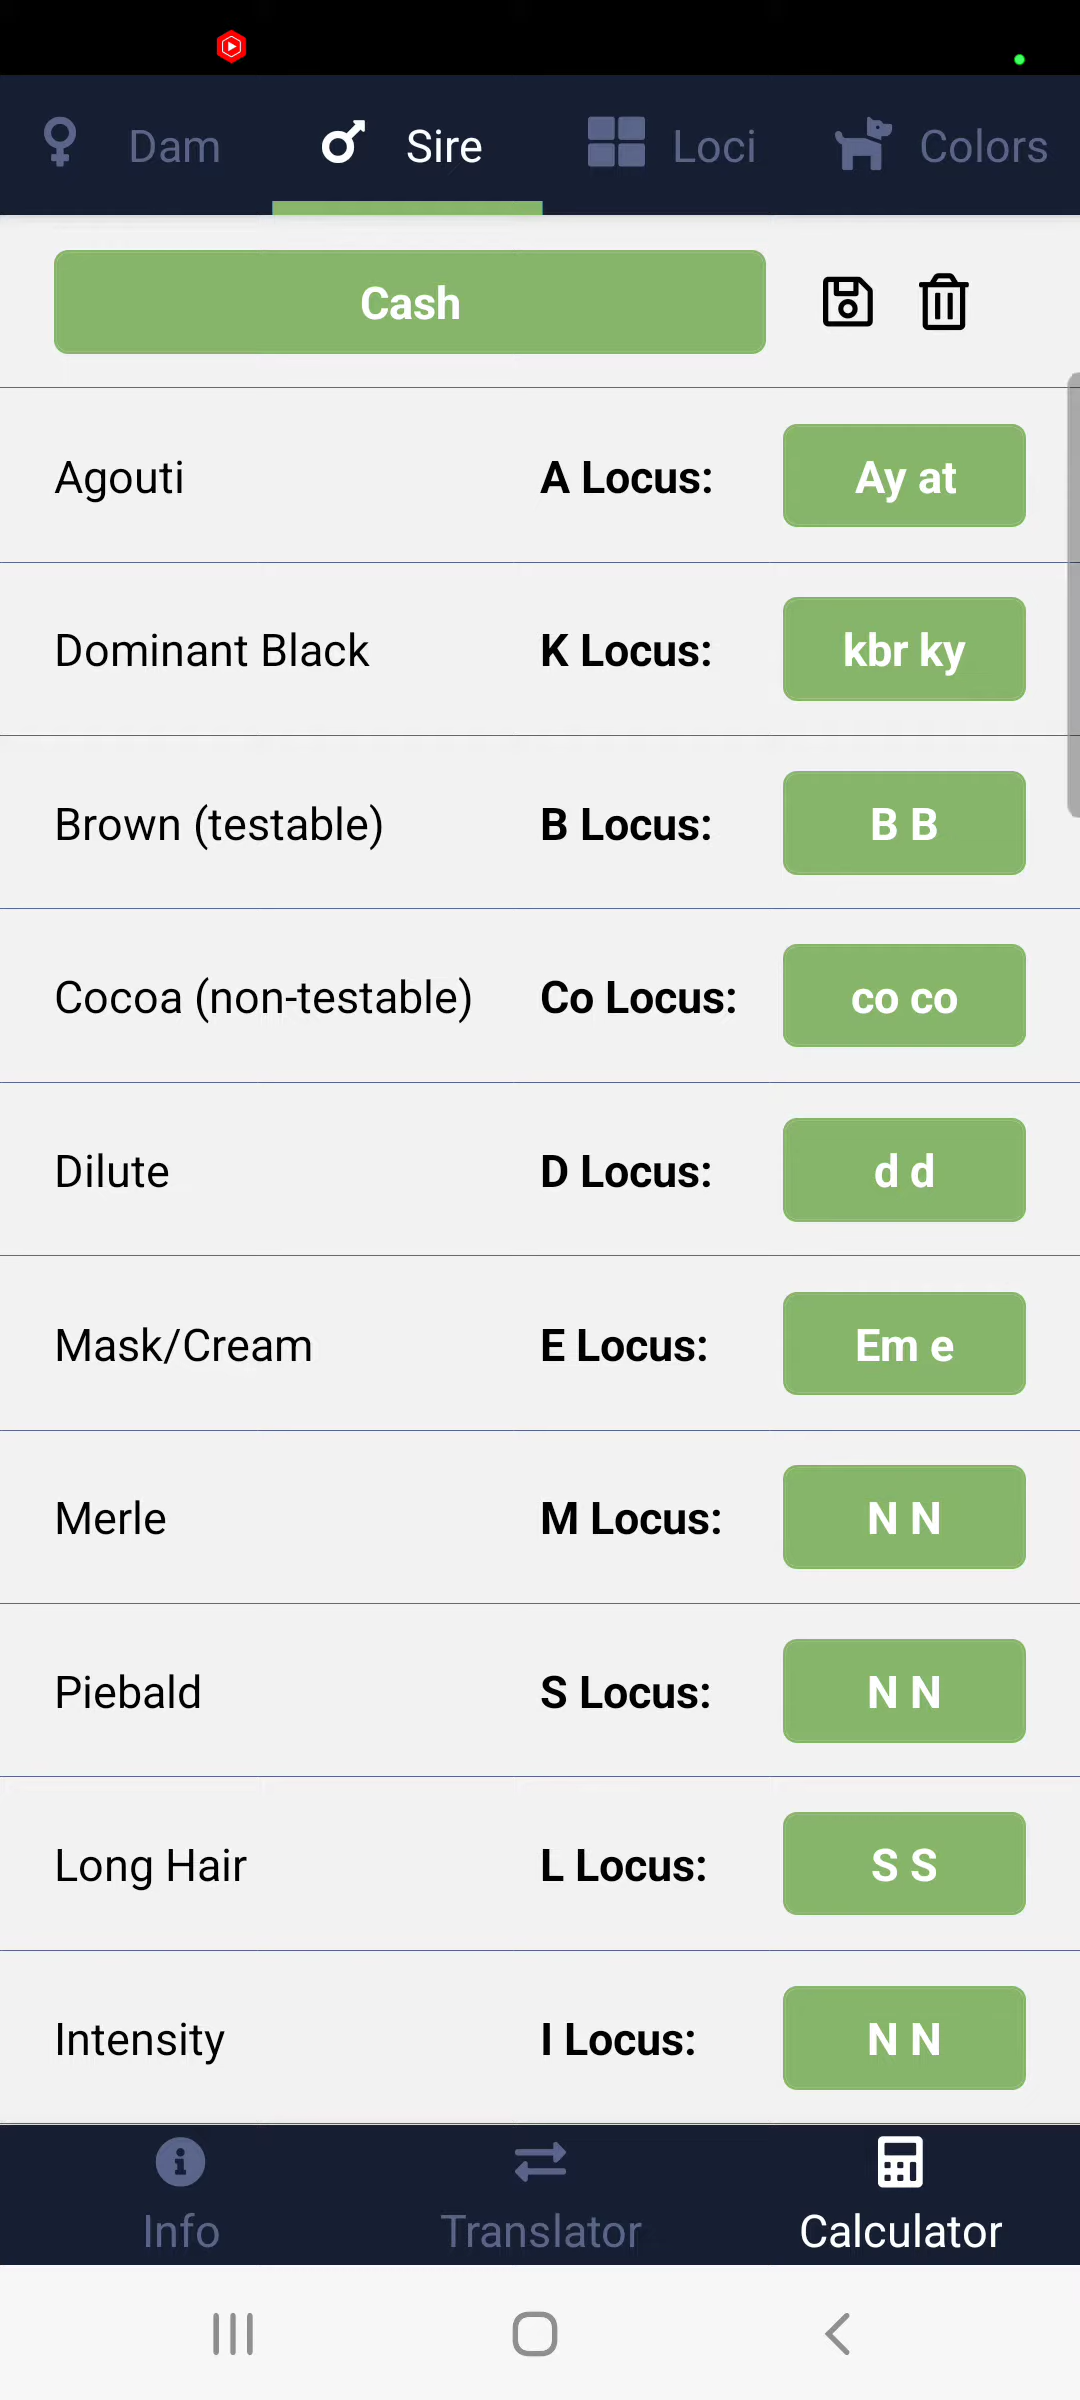 Dam Sire Loci Colors
Cash
Agouti A Locus: Ay at
Dominant Black K Locus: kbr ky
Brown (testable) B Locus: B B
Cocoa (non-testable) Co Locus: co co
Dilute D Locus: d d
Mask/Cream E Locus: Em e
Merle M Locus: N N
Piebald S Locus: N N
Long Hair L Locus: S S
Intensity I Locus: N N
Info Translator Calculator